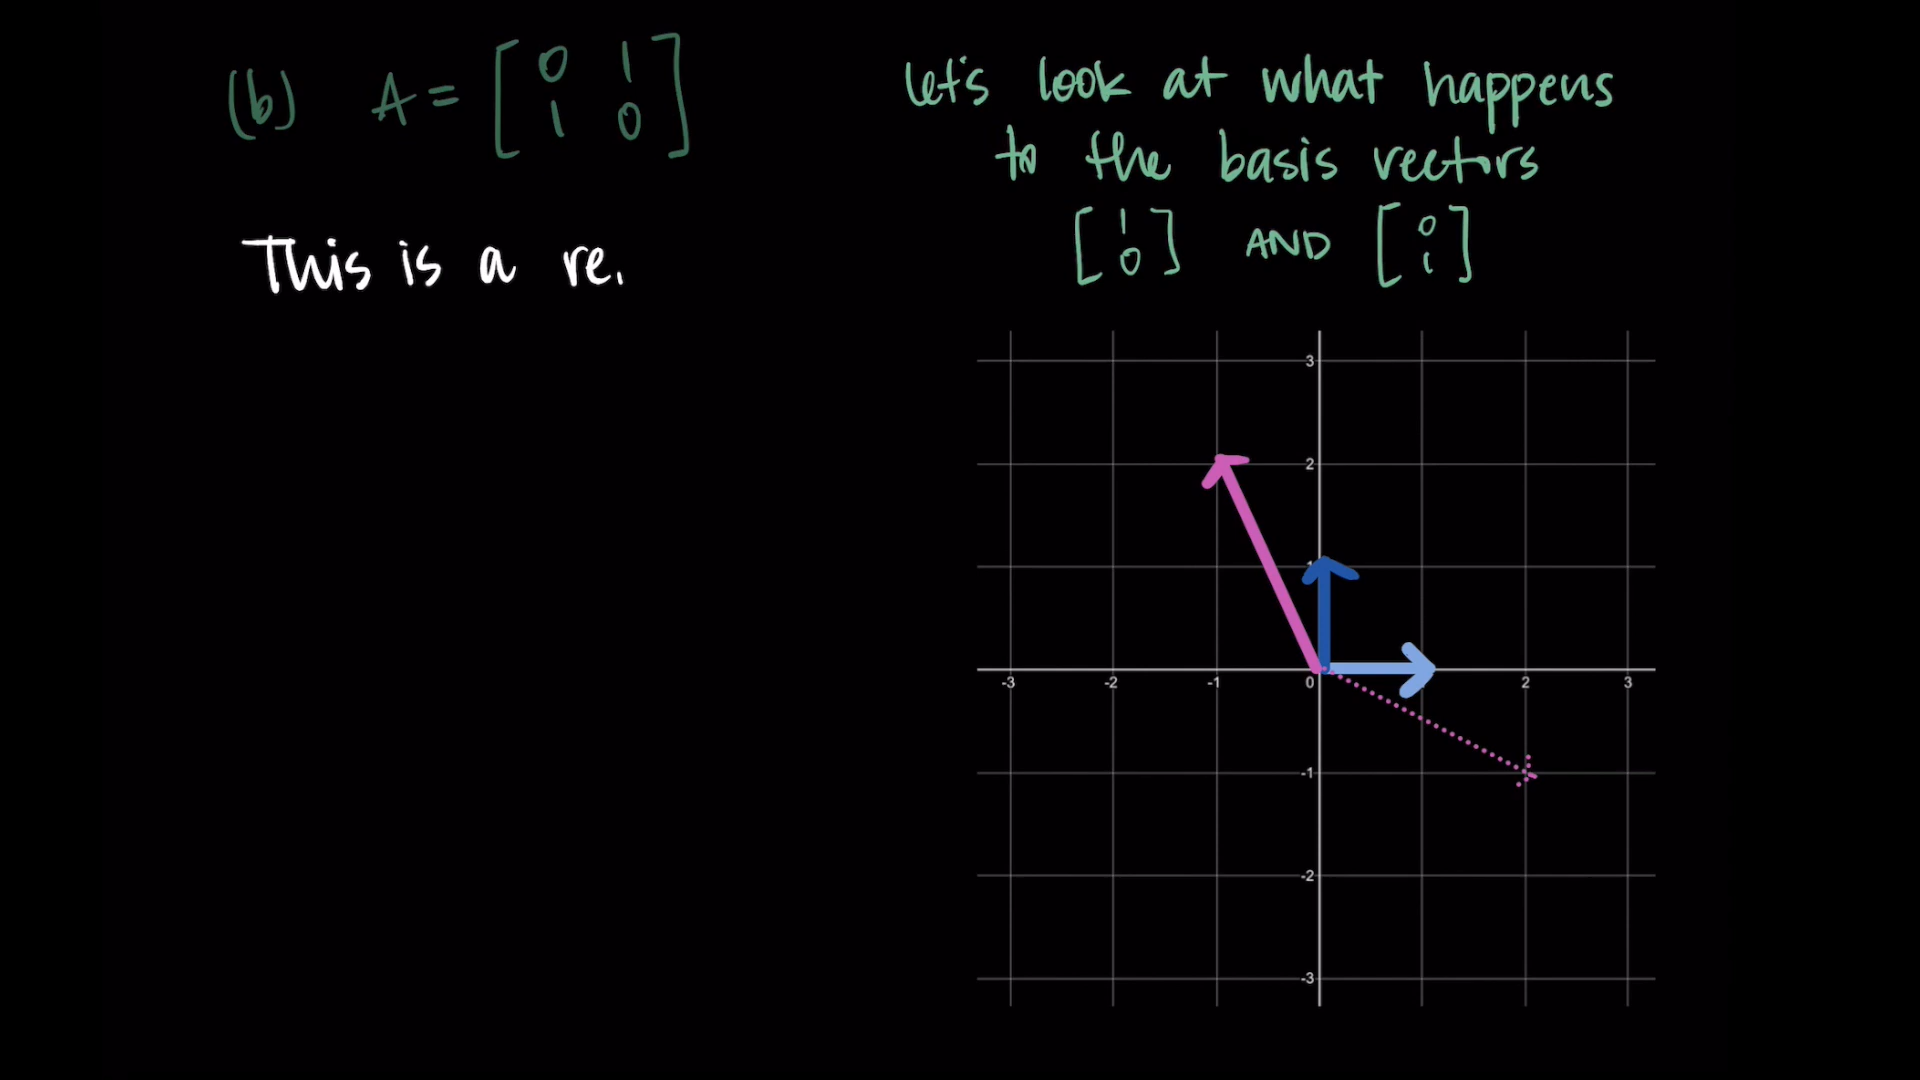 (b) A = [0 1
1 0]
This is a re
let's look at what happens
to the basis vectors
[1
0] AND [0
1]
3
2
1
-3 -2 -1 0 2 3
-1
-2
-3